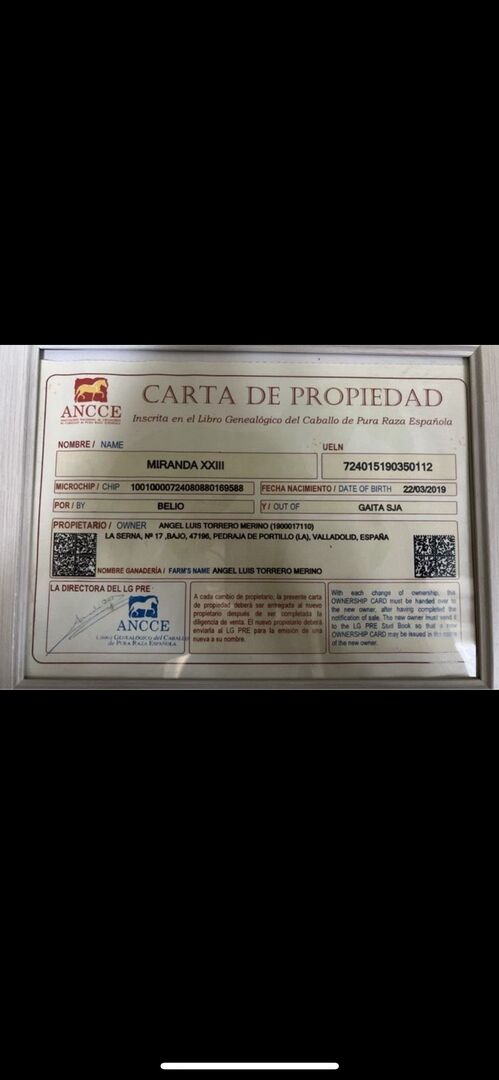 ANCCE
CARTA DE PROPIEDAD
Inscrita en el Libro Genealógico del Caballo de Pura Raza Española
NOMBRE / NAME
UELN
MIRANDA XXIII
724015190350112
MICROCHIP / CHIP 10010000724080880169588
FECHA NACIMIENTO / DATE OF BIRTH 22/03/2019
POR / BY BELIO
Y / OUT OF GAITA SJA
PROPIETARIO / OWNER ANGEL LUIS TORRERO MERINO (1900017110)
LA SERNA, Nº 17 ,BAJO, 47196, PEDRAJA DE PORTILLO (LA), VALLADOLID, ESPAÑA
NOMBRE GANADERÍA / FARM'S NAME ANGEL LUIS TORRERO MERINO
LA DIRECTORA DEL LG PRE
ANCCE
LIBRO GENEALÓGICO DEL CABALLO
DE PURA RAZA ESPAÑOLA
A cada cambio de propietario, la presente carta
de propiedad deberá ser entregada al nuevo
propietario después de ser completada la
diligencia de venta. El nuevo propietario deberá
enviarla al LG PRE para la emisión de una
nueva a su nombre.
With each change of ownership, this
OWNERSHIP CARD must be handed over to
the new owner, after having completed the
notification of sale. The new owner must send it
to the LG PRE Stud Book so that a new
OWNERSHIP CARD may be issued in the name
of the new owner.